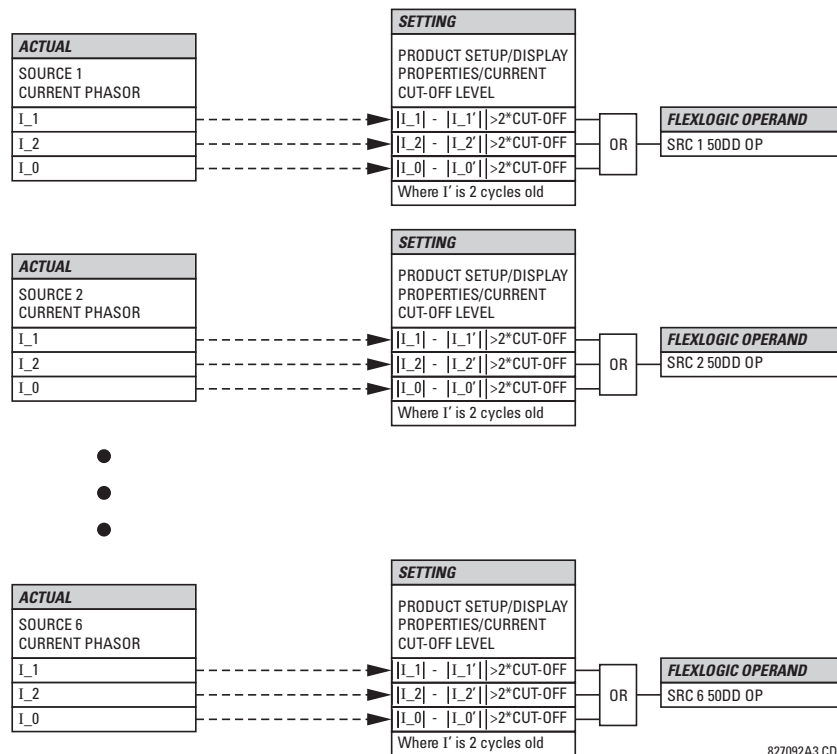 SETTING
ACTUAL
PRODUCT SETUP/DISPLAY
PROPERTIES/CURRENT
CUT-OFF LEVEL
SOURCE 1
CURRENT PHASOR
I_1
||I_1| - |I_1'||>2*CUT-OFF
FLEXLOGIC OPERAND
I_2
||I_2| - |I_2'||>2*CUT-OFF
OR
SRC 1 50DD OP
I_0
||I_0| - |I_0'||>2*CUT-OFF
Where I' is 2 cycles old
SETTING
ACTUAL
PRODUCT SETUP/DISPLAY
PROPERTIES/CURRENT
CUT-OFF LEVEL
SOURCE 2
CURRENT PHASOR
I_1
||I_1| - |I_1'||>2*CUT-OFF
FLEXLOGIC OPERAND
I_2
||I_2| - |I_2'||>2*CUT-OFF
OR
SRC 2 50DD OP
I_0
||I_0| - |I_0'||>2*CUT-OFF
Where I' is 2 cycles old
SETTING
ACTUAL
PRODUCT SETUP/DISPLAY
PROPERTIES/CURRENT
CUT-OFF LEVEL
SOURCE 6
CURRENT PHASOR
I_1
||I_1| - |I_1'||>2*CUT-OFF
FLEXLOGIC OPERAND
I_2
||I_2| - |I_2'||>2*CUT-OFF
OR
SRC 6 50DD OP
I_0
||I_0| - |I_0'||>2*CUT-OFF
Where I' is 2 cycles old
827092A3.CD